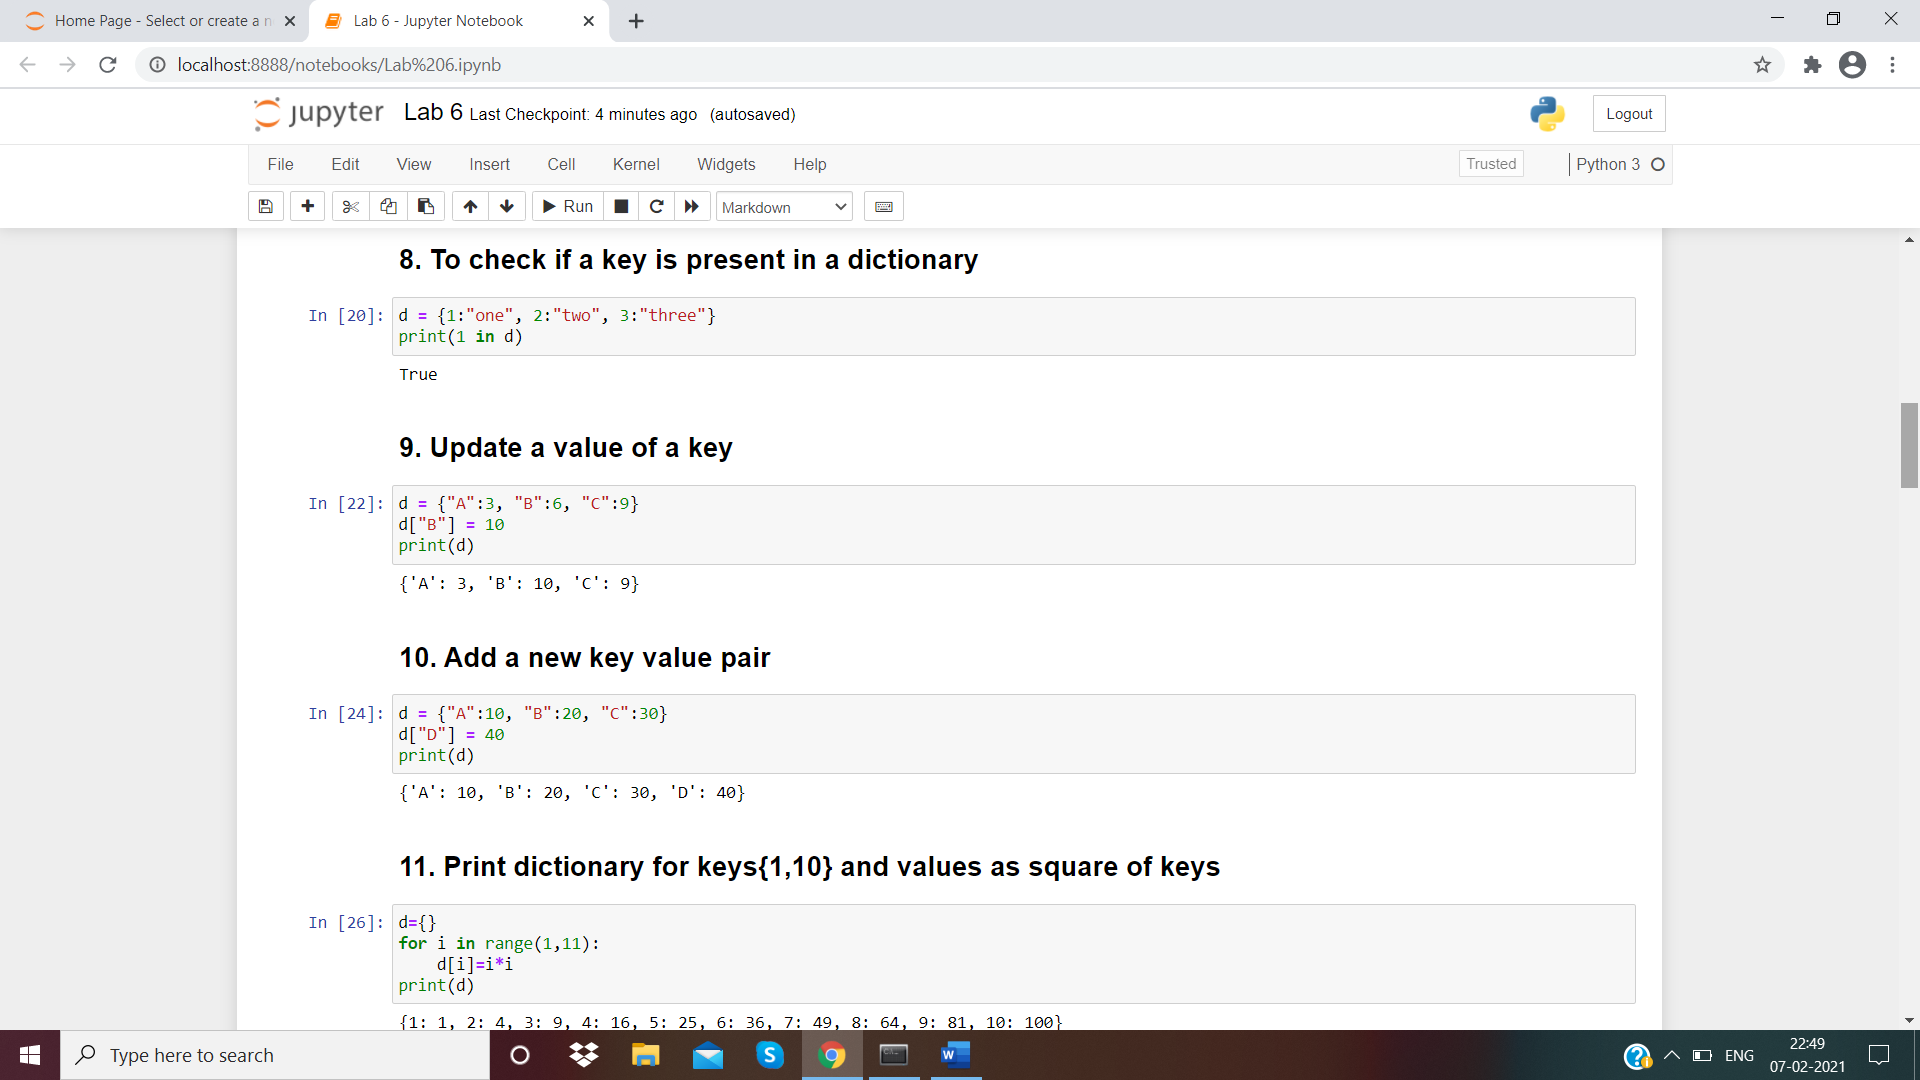 Home Page - Select or create a n
Lab 6 - Jupyter Notebook
localhost:8888/notebooks/Lab%206.ipynb
jupyter Lab 6 Last Checkpoint: 4 minutes ago (autosaved)
Logout
File Edit View Insert Cell Kernel Widgets Help
Trusted
Python 3
Run
Markdown
8. To check if a key is present in a dictionary
In [20]: d = {1:"one", 2:"two", 3:"three"}
print(1 in d)
True
9. Update a value of a key
In [22]: d = {"A":3, "B":6, "C":9}
d["B"] = 10
print(d)
{'A': 3, 'B': 10, 'C': 9}
10. Add a new key value pair
In [24]: d = {"A":10, "B":20, "C":30}
d["D"] = 40
print(d)
{'A': 10, 'B': 20, 'C': 30, 'D': 40}
11. Print dictionary for keys{1,10} and values as square of keys
In [26]: d={}
for i in range(1,11):
    d[i]=i*i
print(d)
{1: 1, 2: 4, 3: 9, 4: 16, 5: 25, 6: 36, 7: 49, 8: 64, 9: 81, 10: 100}
Type here to search
ENG
22:49
07-02-2021